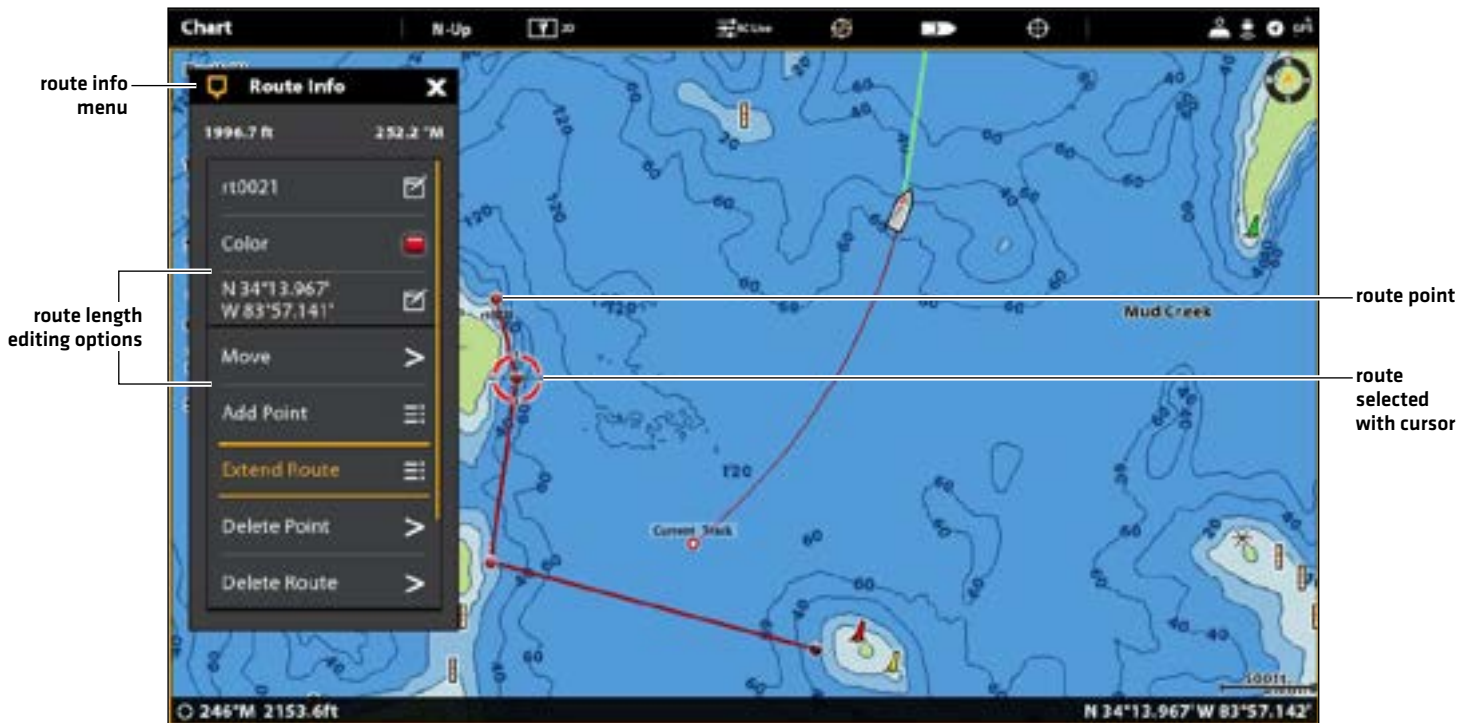 Chart
N-Up
2D
GPS
route info
menu
Route Info
1996.7 ft 252.2 °M
rt0021
Color
N 34°13.967'
W 83°57.141'
route length
editing options
Move
Add Point
Extend Route
Delete Point
Delete Route
route point
Mud Creek
route
selected
with cursor
120
Current Track
500ft.
246°M 2153.6ft
N 34°13.967' W 83°57.142'